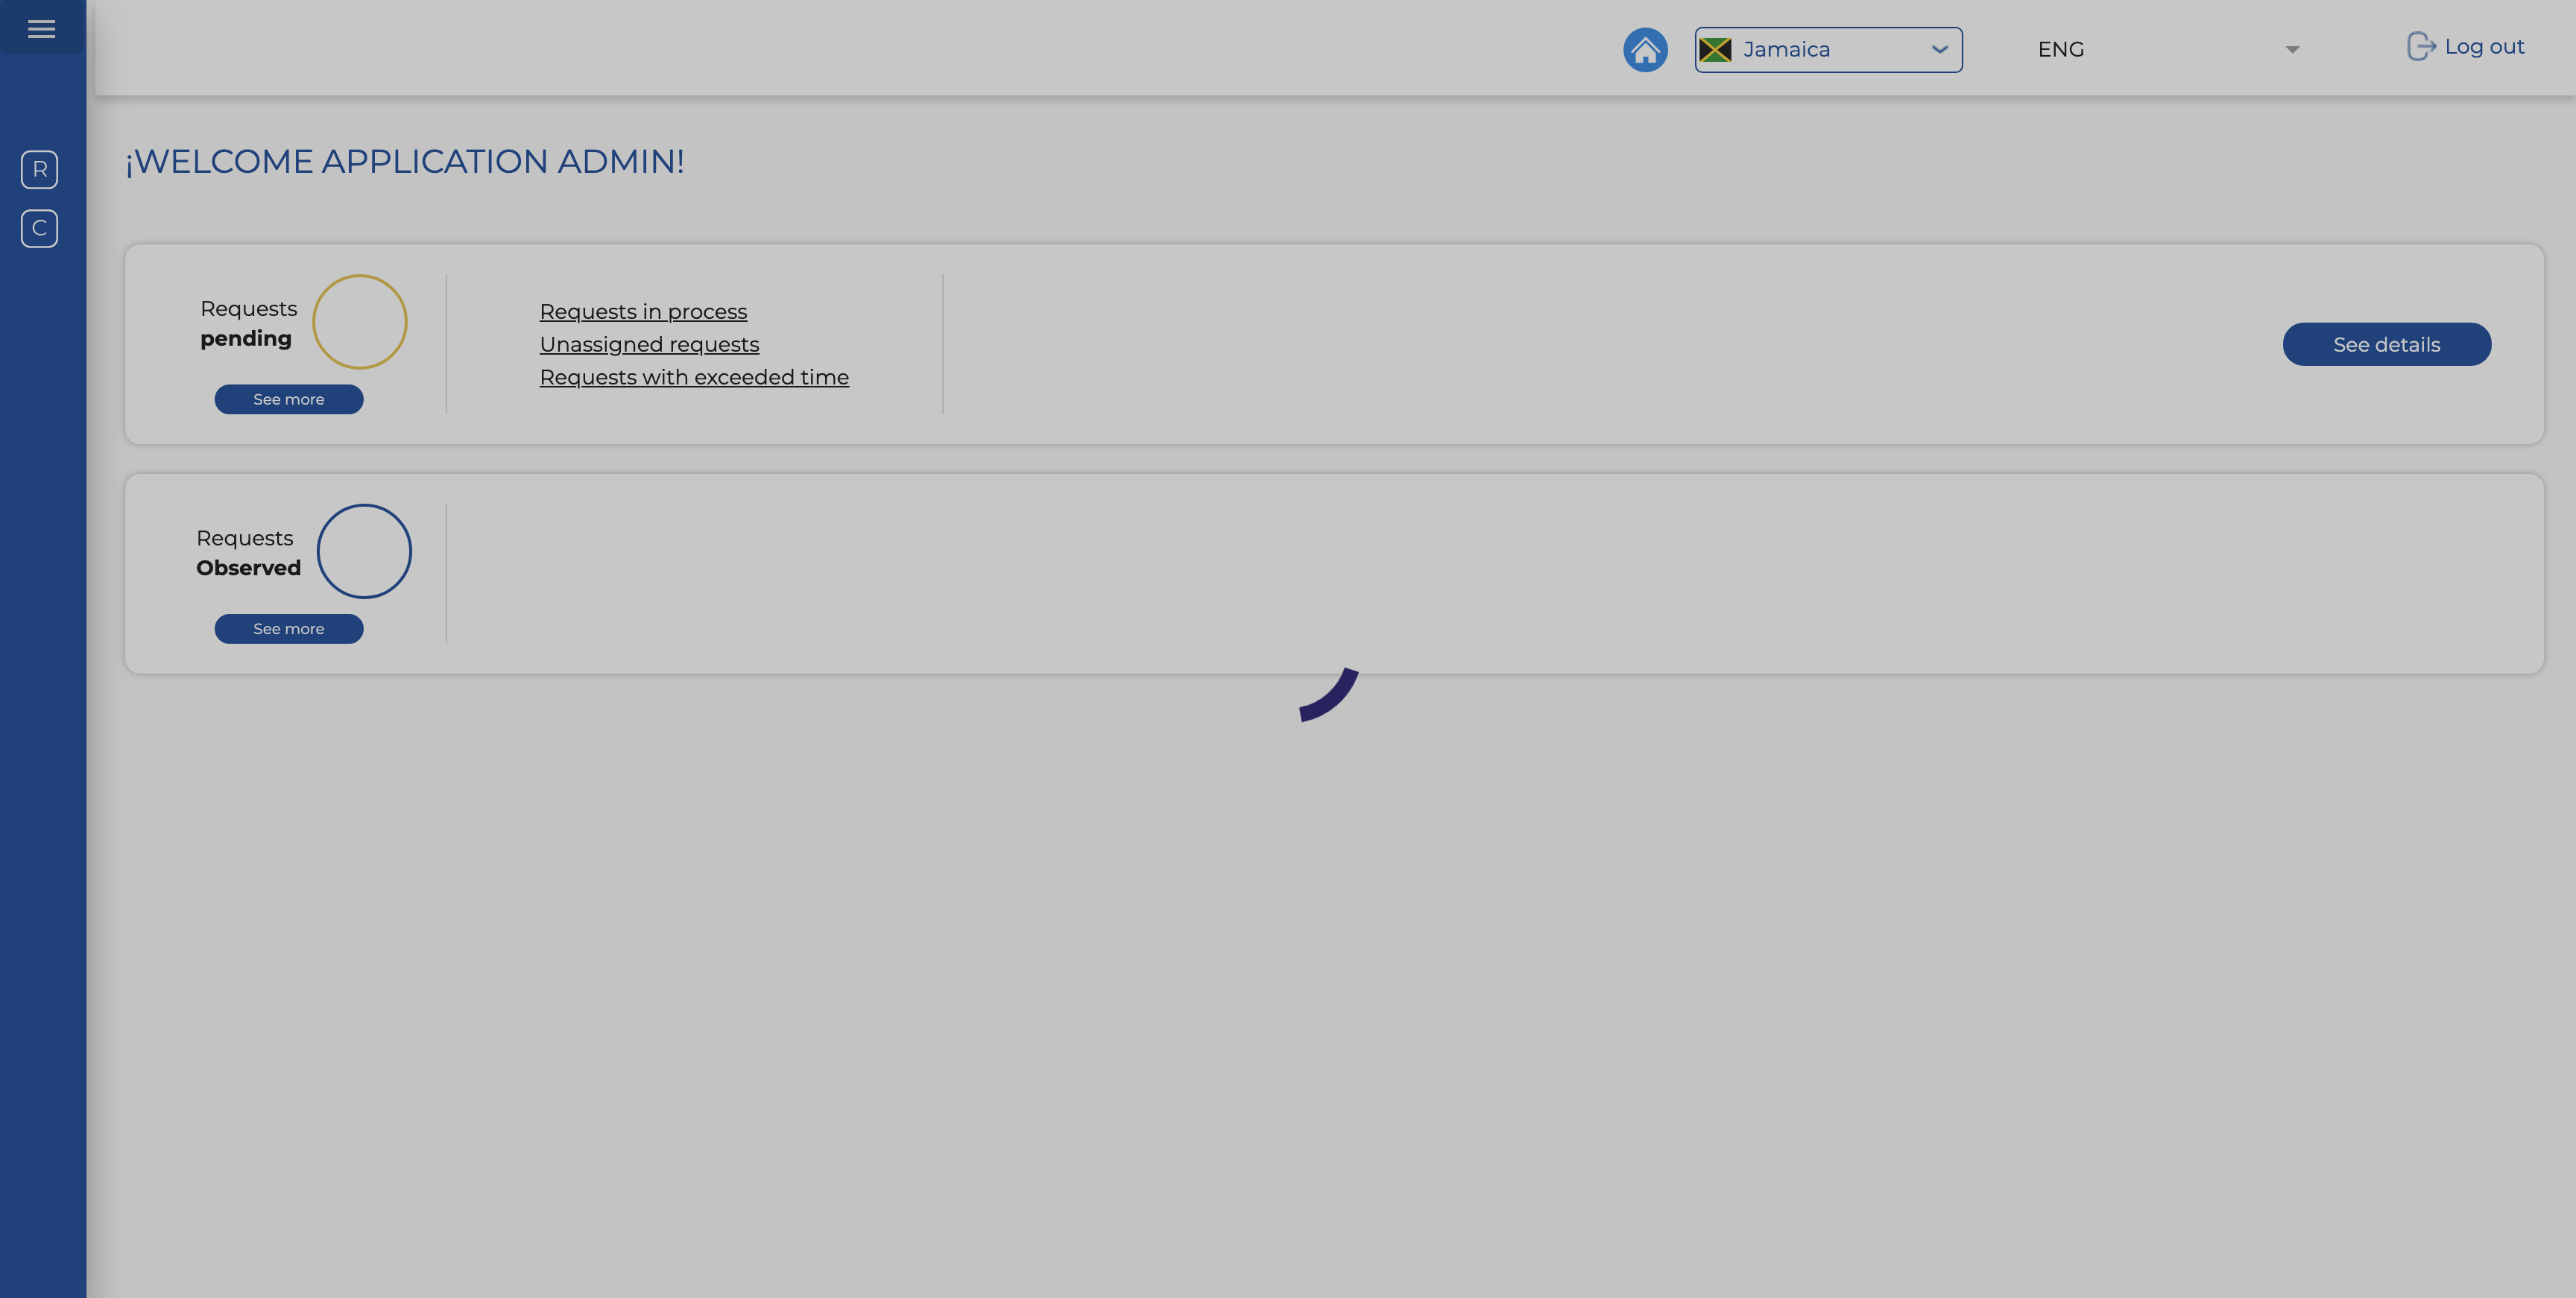 Jamaica
ENG
Log out
¡WELCOME APPLICATION ADMIN!
R
C
Requests
pending
See more
Requests in process
Unassigned requests
Requests with exceeded time
See details
Requests
Observed
See more